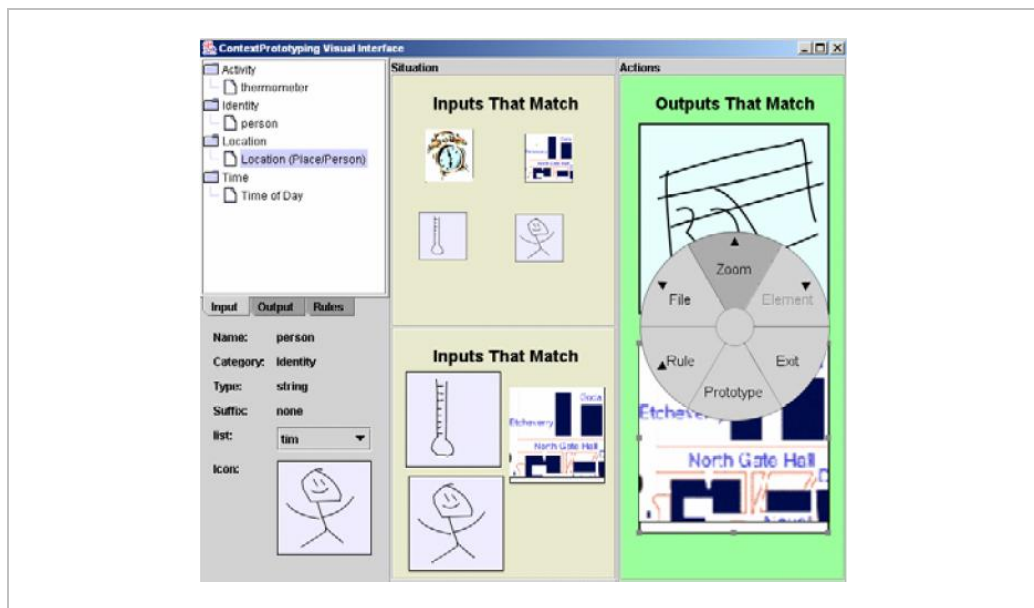 ContextPrototyping Visual Interface
Activity
thermometer
Identity
person
Location
Location (Place/Person)
Time
Time of Day
Input Output Rules
Name: person
Category: Identity
Type: string
Suffix: none
list: tim
Icon:
Situation
Inputs That Match
Inputs That Match
Etcheverry
North Gate Hall
Actions
Outputs That Match
Zoom
File
Element
Rule
Exit
Prototype
Etcheve
North Gate Hall